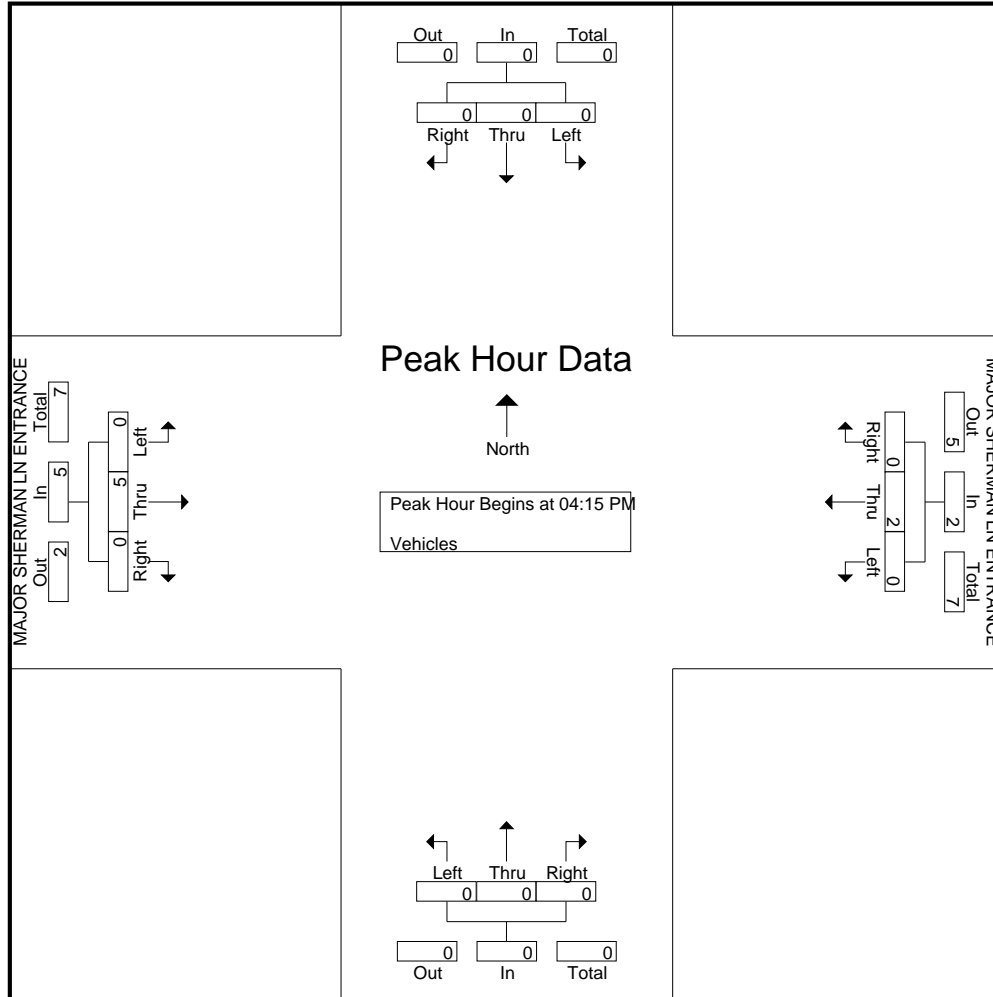 Out In Total
0 0 0
0 0 0
Right Thru Left
Peak Hour Data
North
Peak Hour Begins at 04:15 PM
Vehicles
MAJOR SHERMAN LN ENTRANCE
Out In Total
2 5 7
0 5 0
Left Thru Right
MAJOR SHERMAN LN ENTRANCE
Out In Total
5 2 7
0 2 0
Right Thru Left
Left Thru Right
0 0 0
0 0 0
Out In Total